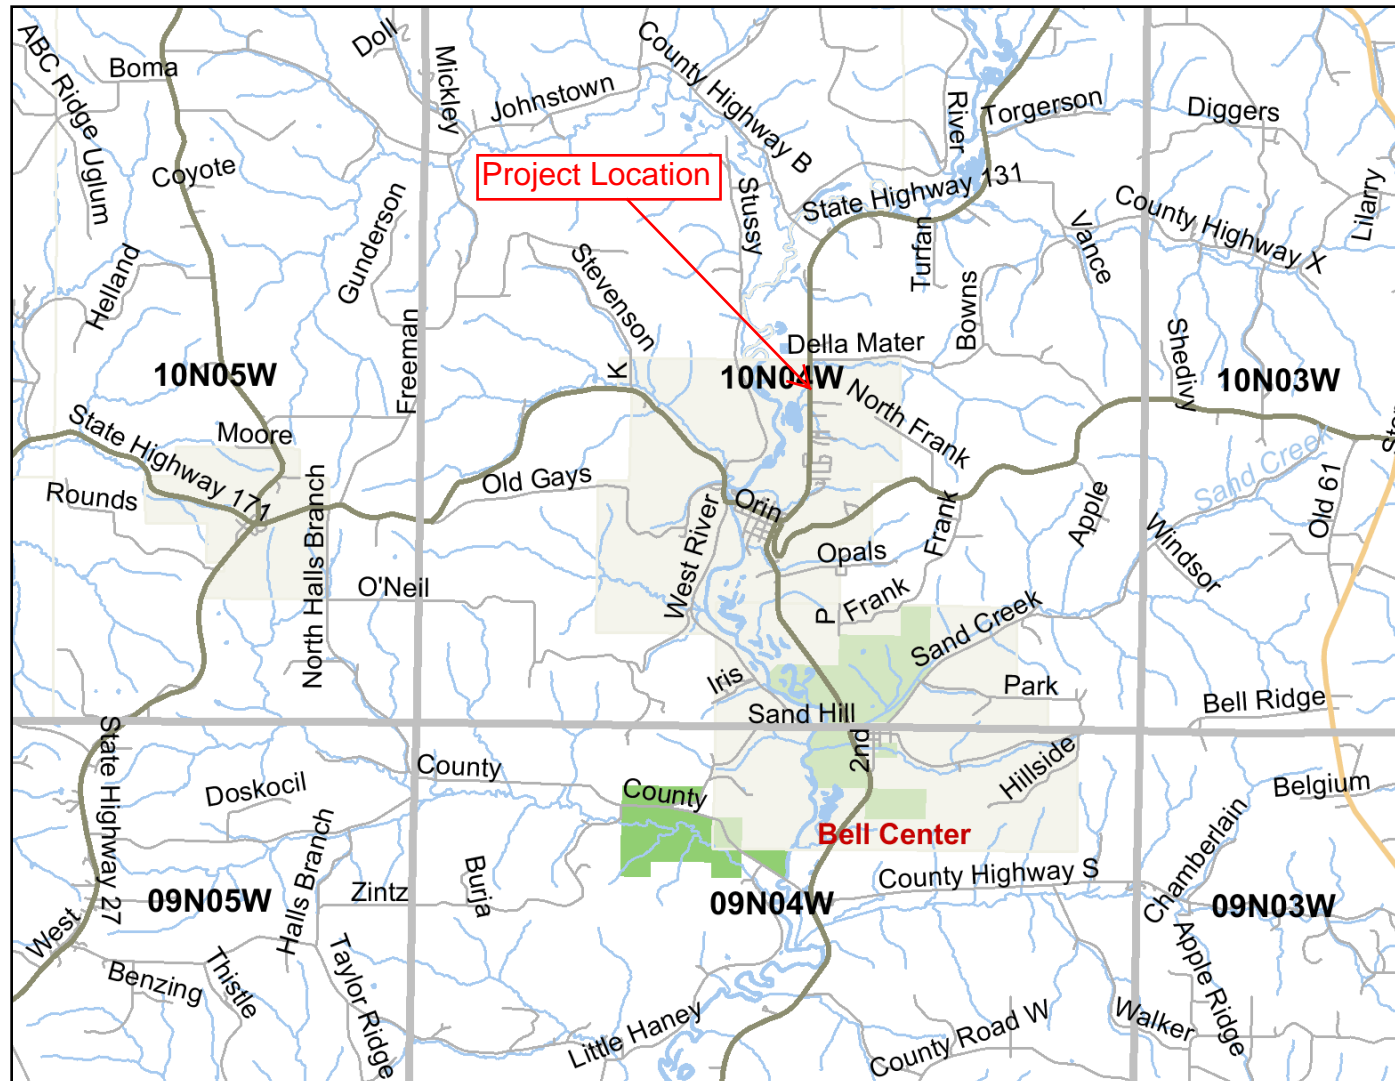 ABC Ridge
Boma
Doll
Mickley
Johnstown
County Highway B
River
Torgerson
Diggers
Uglum
Coyote
Project Location
Stussy
State Highway 131
Lilarry
Gunderson
Helland
Stevenson
Turfan
Bowns
Vance
County Highway X
Freeman
K
Della Mater
Shedivy
10N05W
10N04W
10N03W
State Highway 171
Moore
North Frank
Old Gays
Orin
Sand Creek
Old 61
Rounds
North Halls Branch
West River
Opals
Frank
Apple
Windsor
O'Neil
P
Frank
Sand Creek
Iris
Park
Sand Hill
Bell Ridge
State Highway 27
County
2nd
Hillside
Doskocil
County
Belgium
Bell Center
Chamberlain
Halls Branch
Zintz
Burja
County Highway S
09N05W
09N04W
09N03W
West
Benzing
Thistle
Taylor Ridge
Little Haney
County Road W
Walker
Apple Ridge